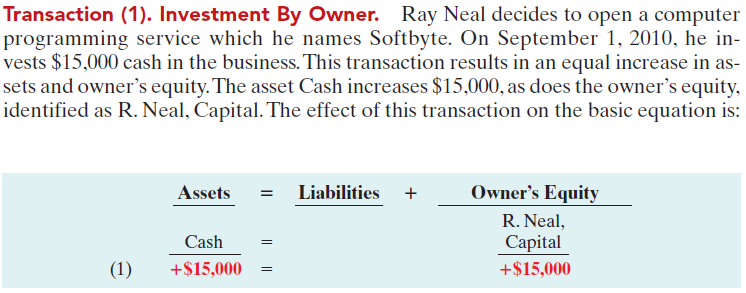 Transaction (1). Investment By Owner. Ray Neal decides to open a computer
programming service which he names Softbyte. On September 1, 2010, he in-
vests $15,000 cash in the business. This transaction results in an equal increase in as-
sets and owner's equity. The asset Cash increases $15,000, as does the owner's equity,
identified as R. Neal, Capital. The effect of this transaction on the basic equation is:
Assets = Liabilities + Owner's Equity
R. Neal,
Cash = Capital
(1) +$15,000 = +$15,000